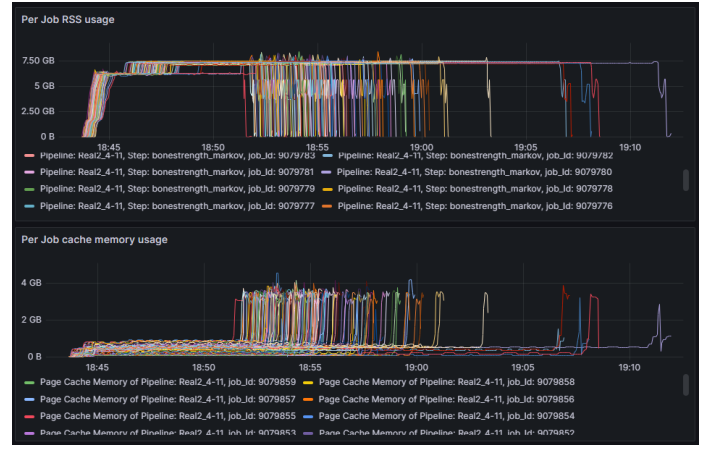 Per Job RSS usage
7.50 GB
5 GB
2.50 GB
0 B
18:45 18:50 18:55 19:00 19:05 19:10
Pipeline: Real2_4-11, Step: bonestrength_markov, job_Id: 9079783 Pipeline: Real2_4-11, Step: bonestrength_markov, job_Id: 9079782
Pipeline: Real2_4-11, Step: bonestrength_markov, job_Id: 9079781 Pipeline: Real2_4-11, Step: bonestrength_markov, job_Id: 9079780
Pipeline: Real2_4-11, Step: bonestrength_markov, job_Id: 9079779 Pipeline: Real2_4-11, Step: bonestrength_markov, job_Id: 9079778
Pipeline: Real2_4-11, Step: bonestrength_markov, job_Id: 9079777 Pipeline: Real2_4-11, Step: bonestrength_markov, job_Id: 9079776
Per Job cache memory usage
4 GB
2 GB
0 B
18:45 18:50 18:55 19:00 19:05 19:10
Page Cache Memory of Pipeline: Real2_4-11, job_Id: 9079859 Page Cache Memory of Pipeline: Real2_4-11, job_Id: 9079858
Page Cache Memory of Pipeline: Real2_4-11, job_Id: 9079857 Page Cache Memory of Pipeline: Real2_4-11, job_Id: 9079856
Page Cache Memory of Pipeline: Real2_4-11, job_Id: 9079855 Page Cache Memory of Pipeline: Real2_4-11, job_Id: 9079854
Page Cache Memory of Pipeline: Real2_4-11, job_Id: 9079853 Page Cache Memory of Pipeline: Real2_4-11, job_Id: 9079852